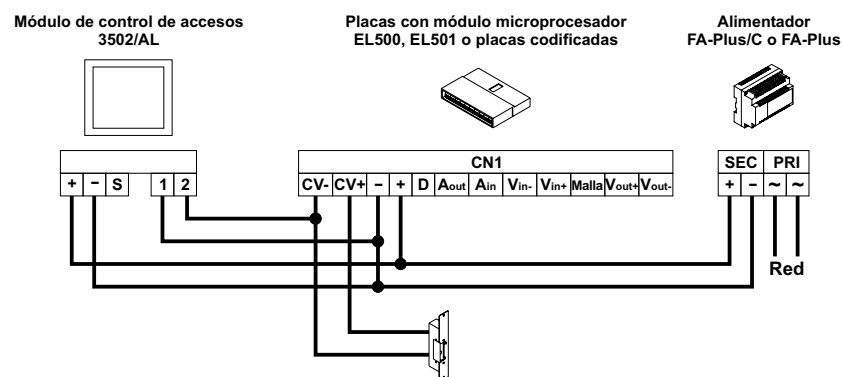 Módulo de control de accesos
3502/AL
Placas con módulo microprocesador
EL500, EL501 o placas codificadas
Alimentador
FA-Plus/C o FA-Plus
CN1
SEC PRI
+ − S 1 2
CV- CV+ − + D Aout Ain Vin- Vin+ Malla Vout+ Vout-
+ − ~ ~
Red